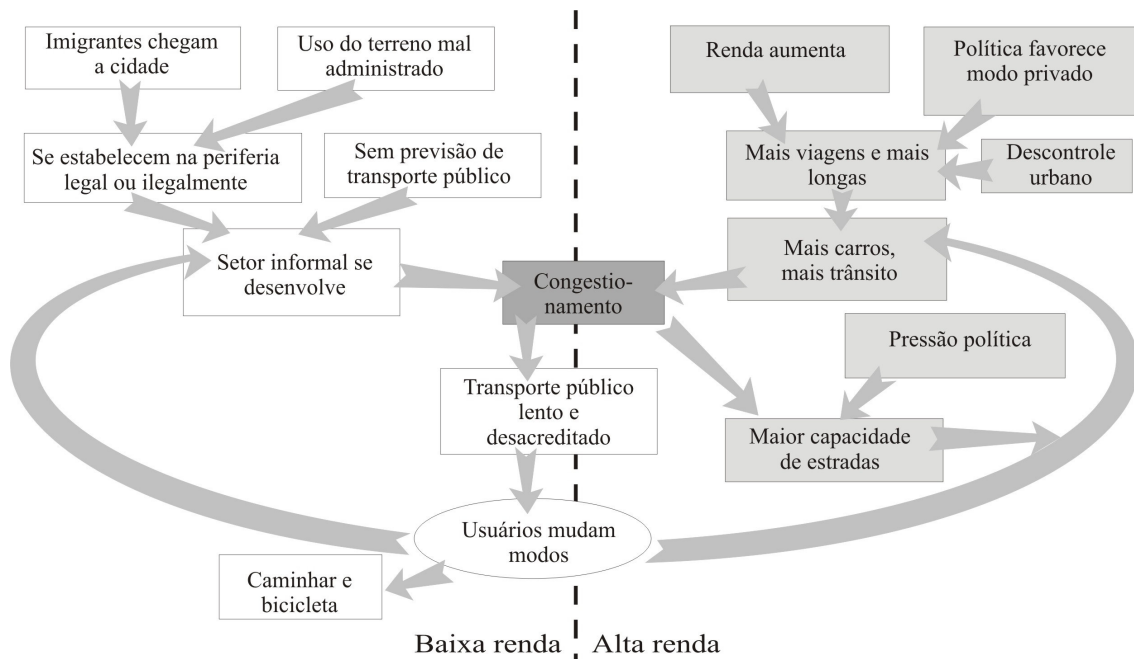 Imigrantes chegam
a cidade
Uso do terreno mal
administrado
Renda aumenta
Política favorece
modo privado
Se estabelecem na periferia
legal ou ilegalmente
Sem previsão de
transporte público
Mais viagens e mais
longas
Descontrole
urbano
Setor informal se
desenvolve
Congestio-
namento
Mais carros,
mais trânsito
Pressão política
Transporte público
lento e
desacreditado
Maior capacidade
de estradas
Usuários mudam
modos
Caminhar e
bicicleta
Baixa renda
Alta renda